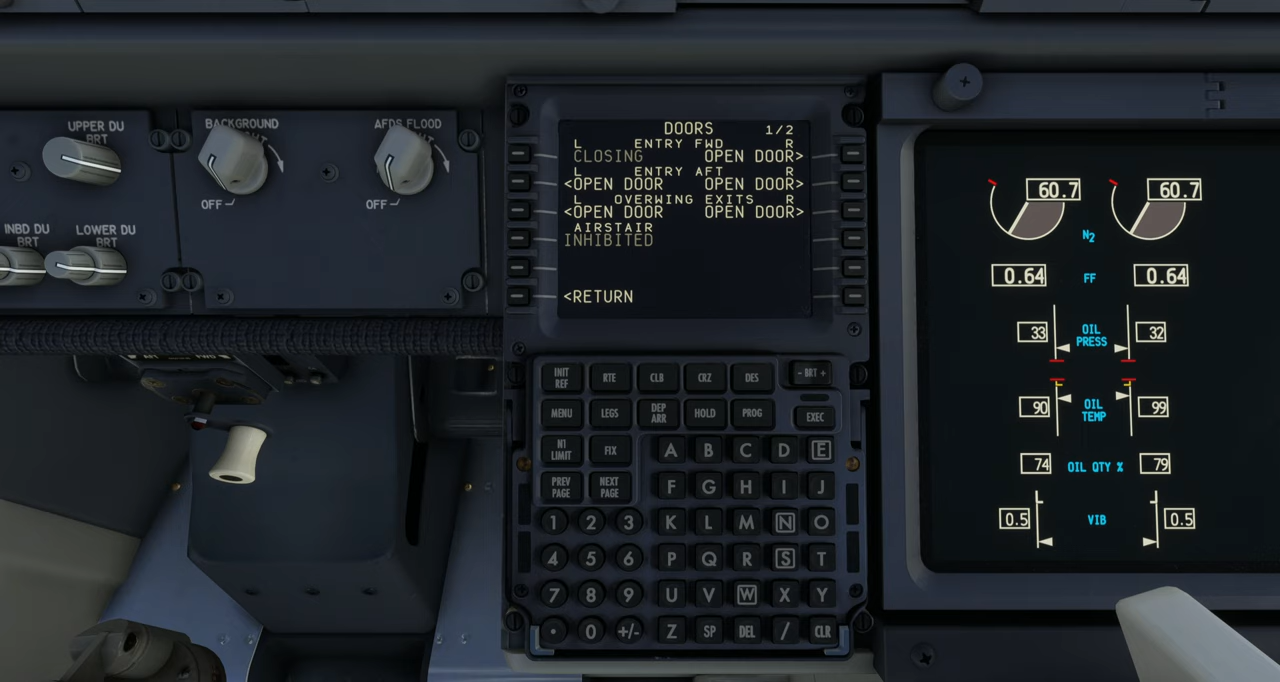 UPPER DU
BRT
BACKGROUND
AFDS FLOOD
OFF
OFF
INBD DU
BRT
LOWER DU
BRT
DOORS 1/2
L ENTRY FWD R
CLOSING OPEN DOOR>
L ENTRY AFT R
<OPEN DOOR OPEN DOOR>
L OVERWING EXITS R
<OPEN DOOR OPEN DOOR>
AIRSTAIR
INHIBITED
<RETURN
INIT
REF
RTE
CLB
CRZ
DES
- BRT +
MENU
LEGS
DEP
ARR
HOLD
PROG
EXEC
N1
LIMIT
FIX
PREV
PAGE
NEXT
PAGE
A B C D E
F G H I J
1 2 3 K L M N O
4 5 6 P Q R S T
7 8 9 U V W X Y
. 0 +/- Z SP DEL / CLR
60.7 60.7
N2
0.64 FF 0.64
33 OIL PRESS 32
90 OIL TEMP 99
74 OIL QTY % 79
0.5 VIB 0.5